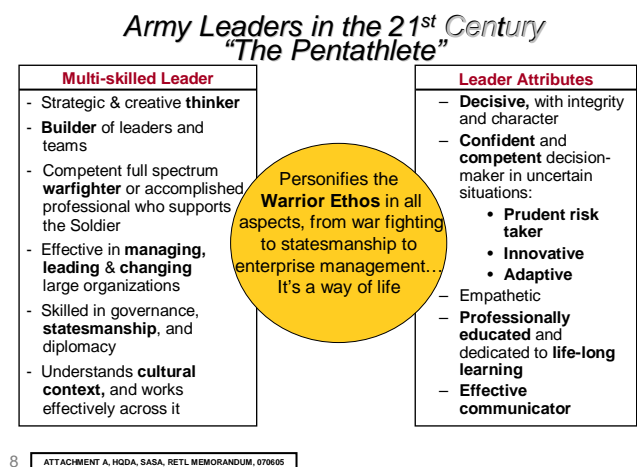 Army Leaders in the 21st Century
“The Pentathlete”
Multi-skilled Leader
- Strategic & creative thinker
- Builder of leaders and
teams
- Competent full spectrum
warfighter or accomplished
professional who supports
the Soldier
- Effective in managing,
leading & changing
large organizations
- Skilled in governance,
statesmanship, and
diplomacy
- Understands cultural
context, and works
effectively across it
Personifies the
Warrior Ethos in all
aspects, from war fighting
to statesmanship to
enterprise management…
It’s a way of life
Leader Attributes
– Decisive, with integrity
and character
– Confident and
competent decision-
maker in uncertain
situations:
• Prudent risk
taker
• Innovative
• Adaptive
– Empathetic
– Professionally
educated and
dedicated to life-long
learning
– Effective
communicator
8
ATTACHMENT A, HQDA, SASA, RETL MEMORANDUM, 070605